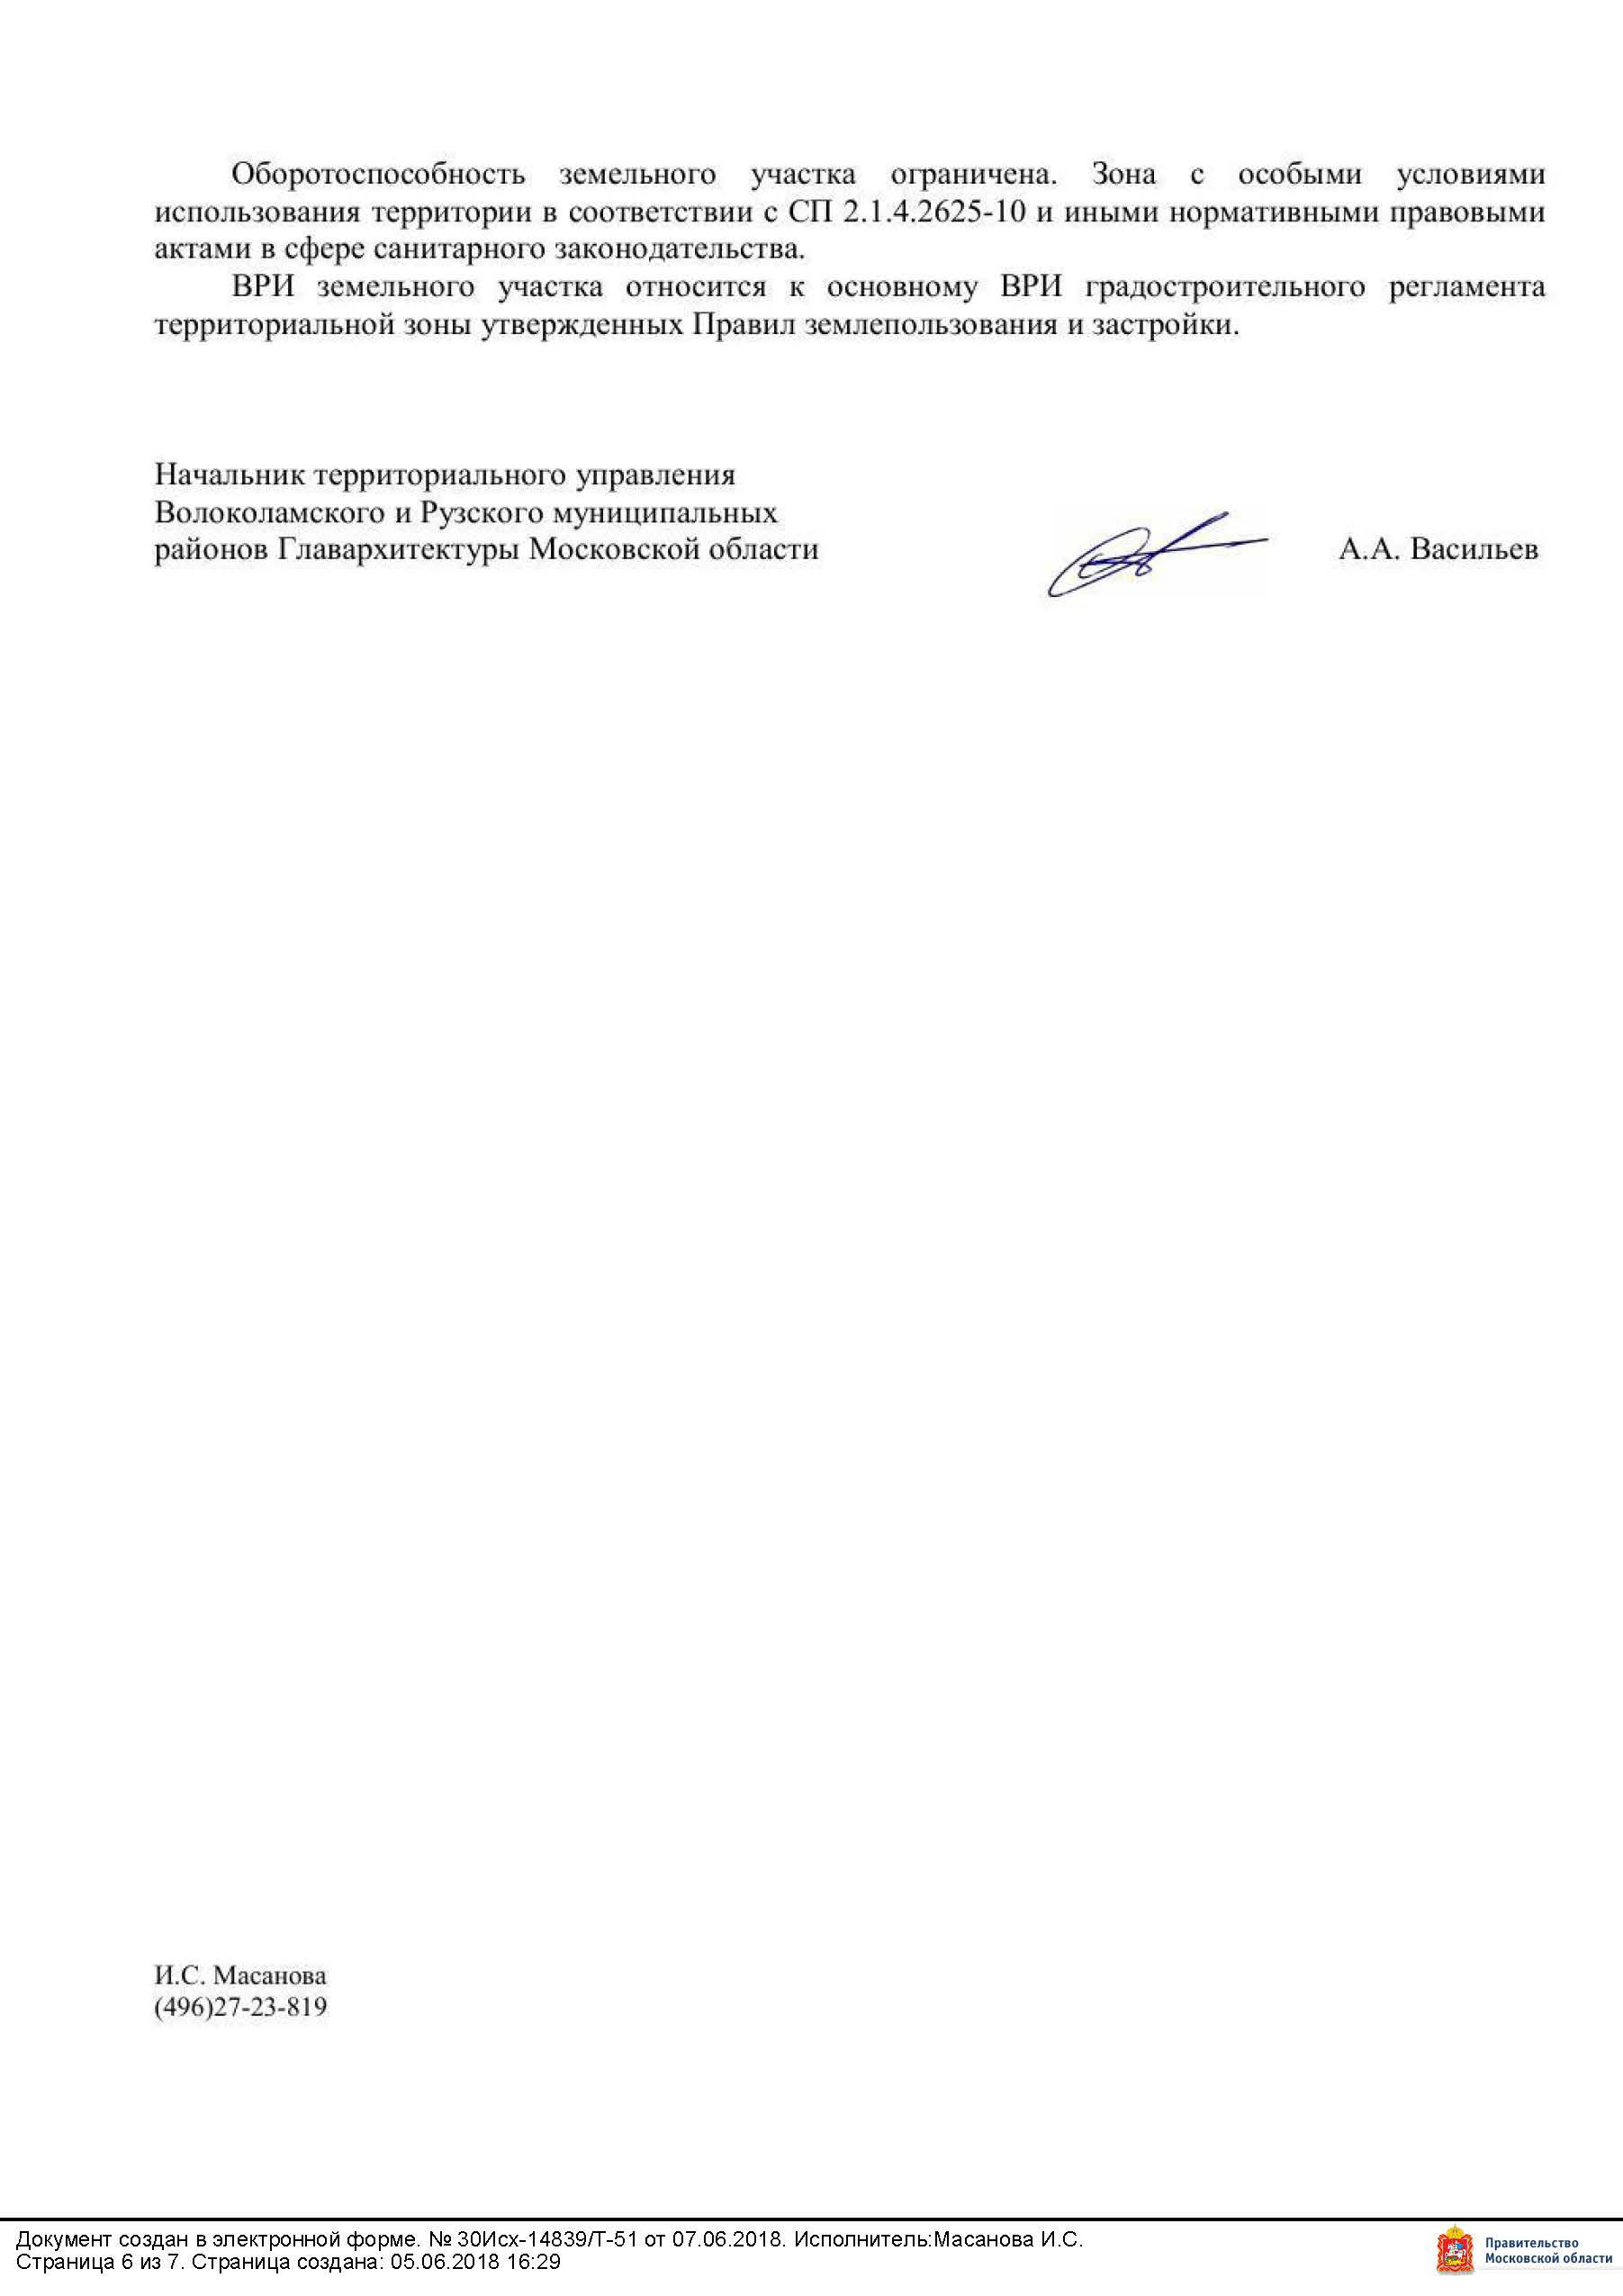 Оборотоспособность земельного участка ограничена. Зона с особыми условиями
использования территории в соответствии с СП 2.1.4.2625-10 и иными нормативными правовыми
актами в сфере санитарного законодательства.
ВРИ земельного участка относится к основному ВРИ градостроительного регламента
территориальной зоны утвержденных Правил землепользования и застройки.
Начальник территориального управления
Волоколамского и Рузского муниципальных
районов Главархитектуры Московской области
А.А. Васильев
И.С. Масанова
(496)27-23-819
Документ создан в электронной форме. № 30Исх-14839/Т-51 от 07.06.2018. Исполнитель:Масанова И.С.
Страница 6 из 7. Страница создана: 05.06.2018 16:29
Правительство
Московской области